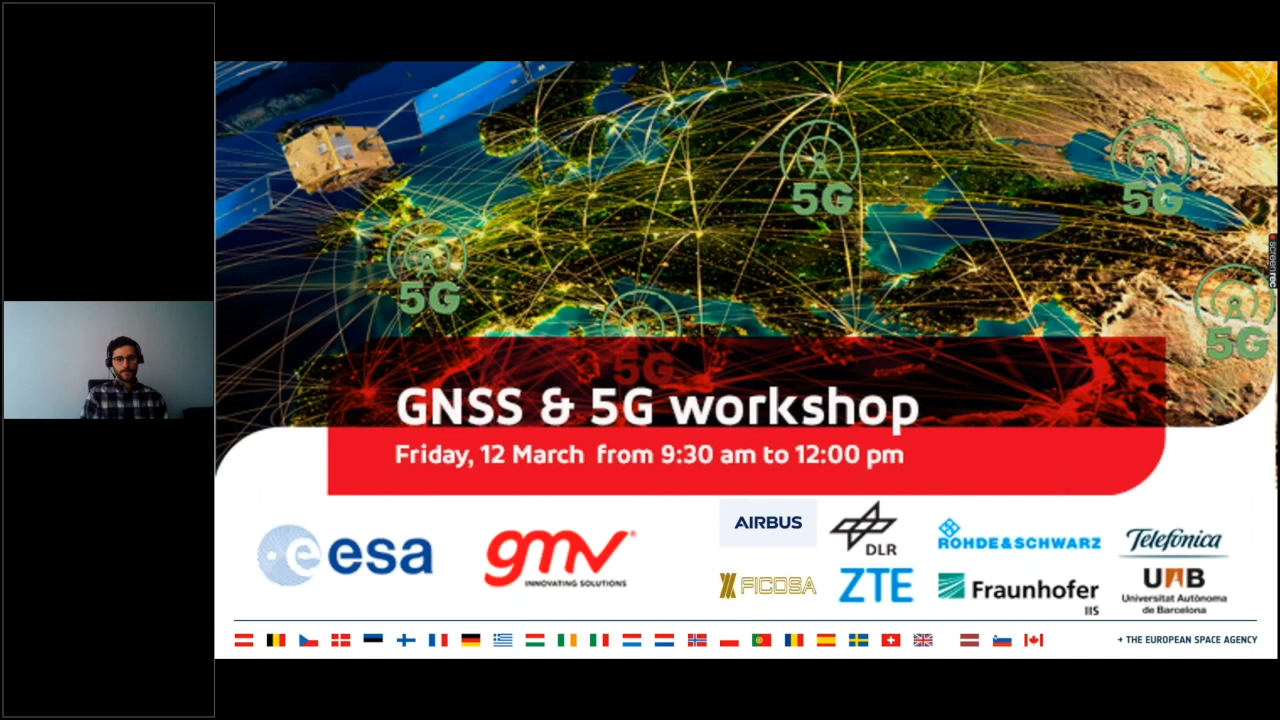 5G
5G
5G
5G
5G
screenrec
GNSS & 5G workshop
Friday, 12 March from 9:30 am to 12:00 pm
esa
gmv
INNOVATING SOLUTIONS
AIRBUS
DLR
ROHDE&SCHWARZ
Telefónica
FICOSA
ZTE
Fraunhofer
IIS
UAB
Universitat Autònoma
de Barcelona
+ THE EUROPEAN SPACE AGENCY